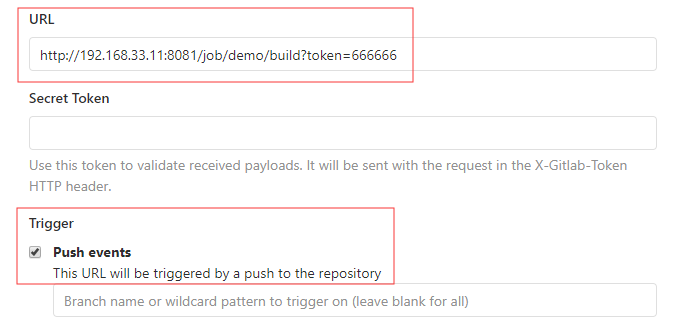 URL
http://192.168.33.11:8081/job/demo/build?token=666666
Secret Token
Use this token to validate received payloads. It will be sent with the request in the X-Gitlab-Token
HTTP header.
Trigger
Push events
This URL will be triggered by a push to the repository
Branch name or wildcard pattern to trigger on (leave blank for all)